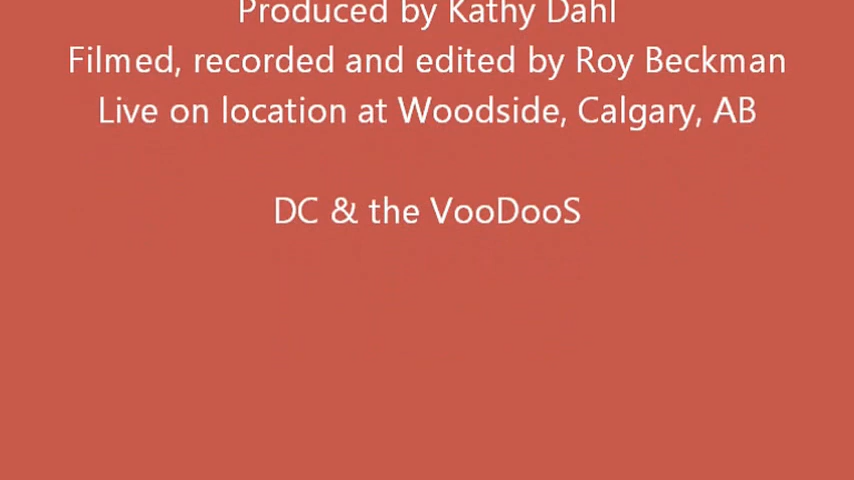 Produced by Kathy Dahl
Filmed, recorded and edited by Roy Beckman
Live on location at Woodside, Calgary, AB
DC & the VooDooS